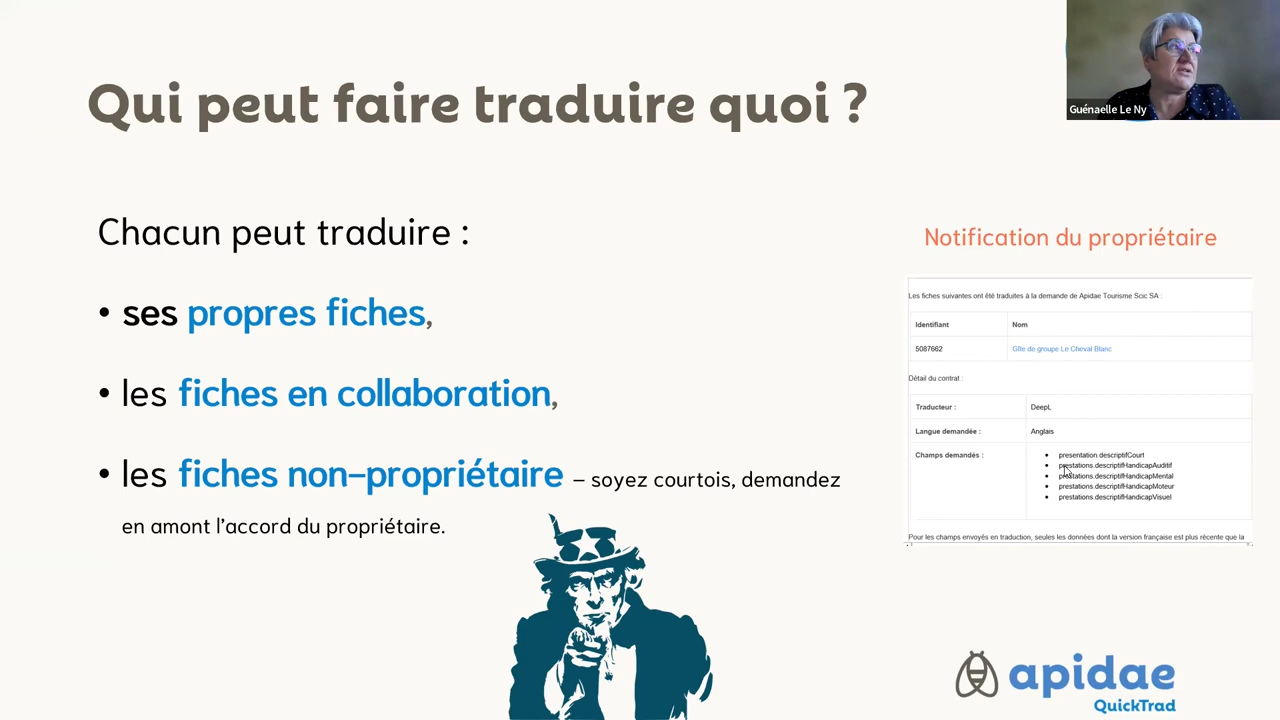 Guénaelle Le Ny
Qui peut faire traduire quoi ?
Chacun peut traduire :
• ses propres fiches,
• les fiches en collaboration,
• les fiches non-propriétaire – soyez courtois, demandez
en amont l'accord du propriétaire.
Notification du propriétaire
Les fiches suivantes ont été traduites à la demande de Apidae Tourisme Scic SA :
Identifiant Nom
5087662 Gîte de groupe Le Cheval Blanc
Détail du contrat :
Traducteur : DeepL
Langue demandée : Anglais
Champs demandés : • presentation.descriptifCourt
• prestations.descriptifHandicapAuditif
• prestations.descriptifHandicapMental
• prestations.descriptifHandicapMoteur
• prestations.descriptifHandicapVisuel
Pour les champs envoyés en traduction, seules les données dont la version française est plus récente que la
apidae
QuickTrad